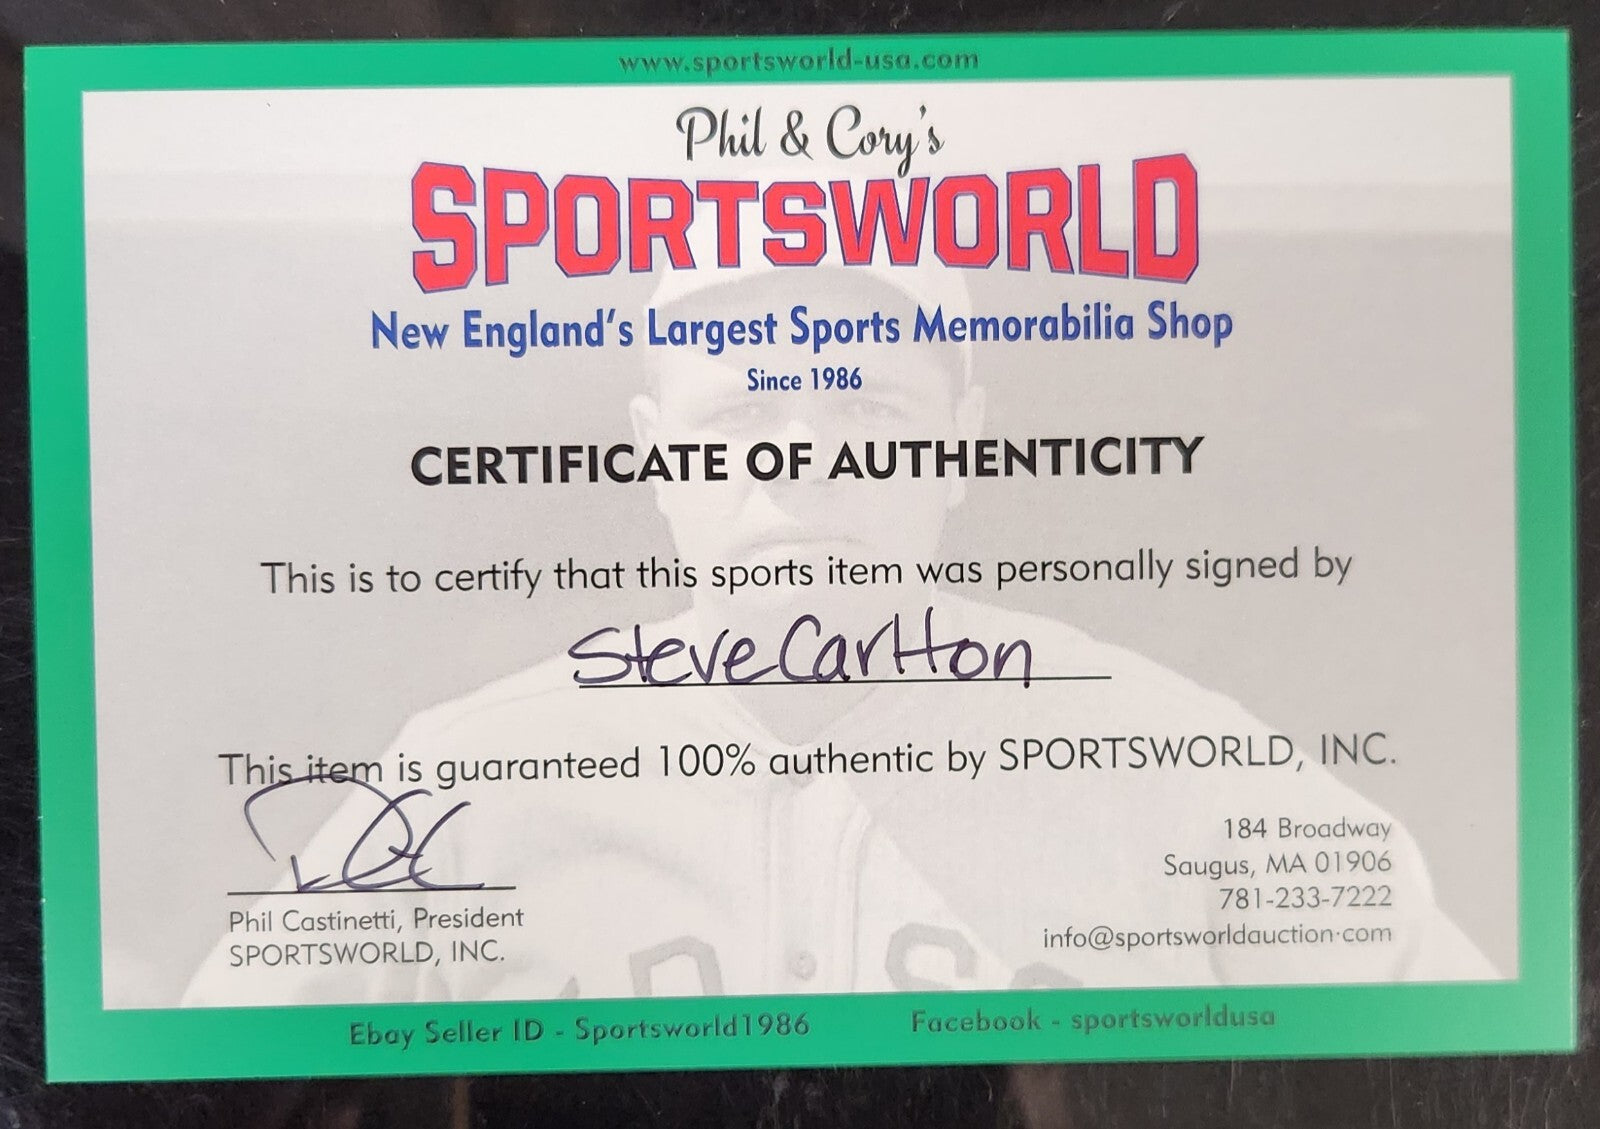 www.sportsworld-usa.com
Phil & Cory's
SPORTSWORLD
New England's Largest Sports Memorabilia Shop
Since 1986
CERTIFICATE OF AUTHENTICITY
This is to certify that this sports item was personally signed by
Steve Carlton
This item is guaranteed 100% authentic by SPORTSWORLD, INC.
184 Broadway
Saugus, MA 01906
781-233-7222
info@sportsworldauction.com
Phil Castinetti, President
SPORTSWORLD, INC.
Ebay Seller ID - Sportsworld1986
Facebook - sportsworldusa